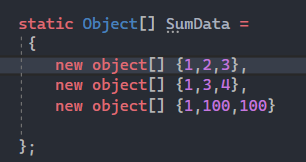 static Object[] SumData =
{
new object[] {1,2,3},
new object[] {1,3,4},
new object[] {1,100,100}
};